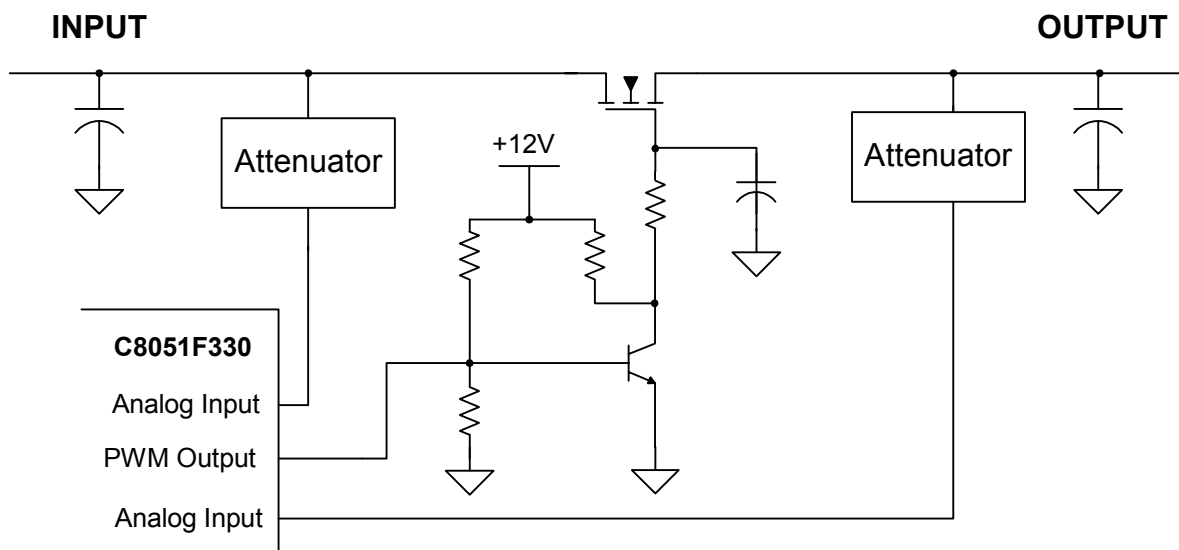 INPUT
OUTPUT
Attenuator
+12V
Attenuator
C8051F330
Analog Input
PWM Output
Analog Input